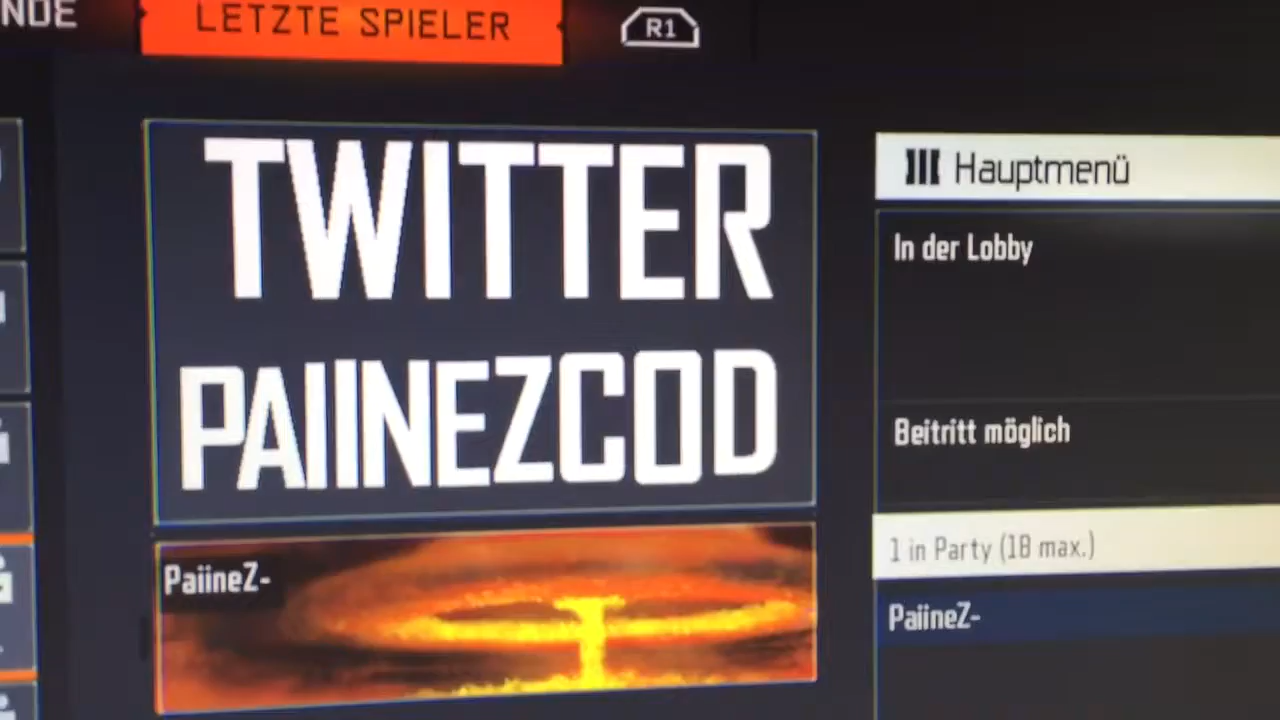 NDE
LETZTE SPIELER
R1
TWITTER
PAIINEZCOD
PaiineZ-
III Hauptmenü
In der Lobby
Beitritt möglich
1 in Party (18 max.)
PaiineZ-